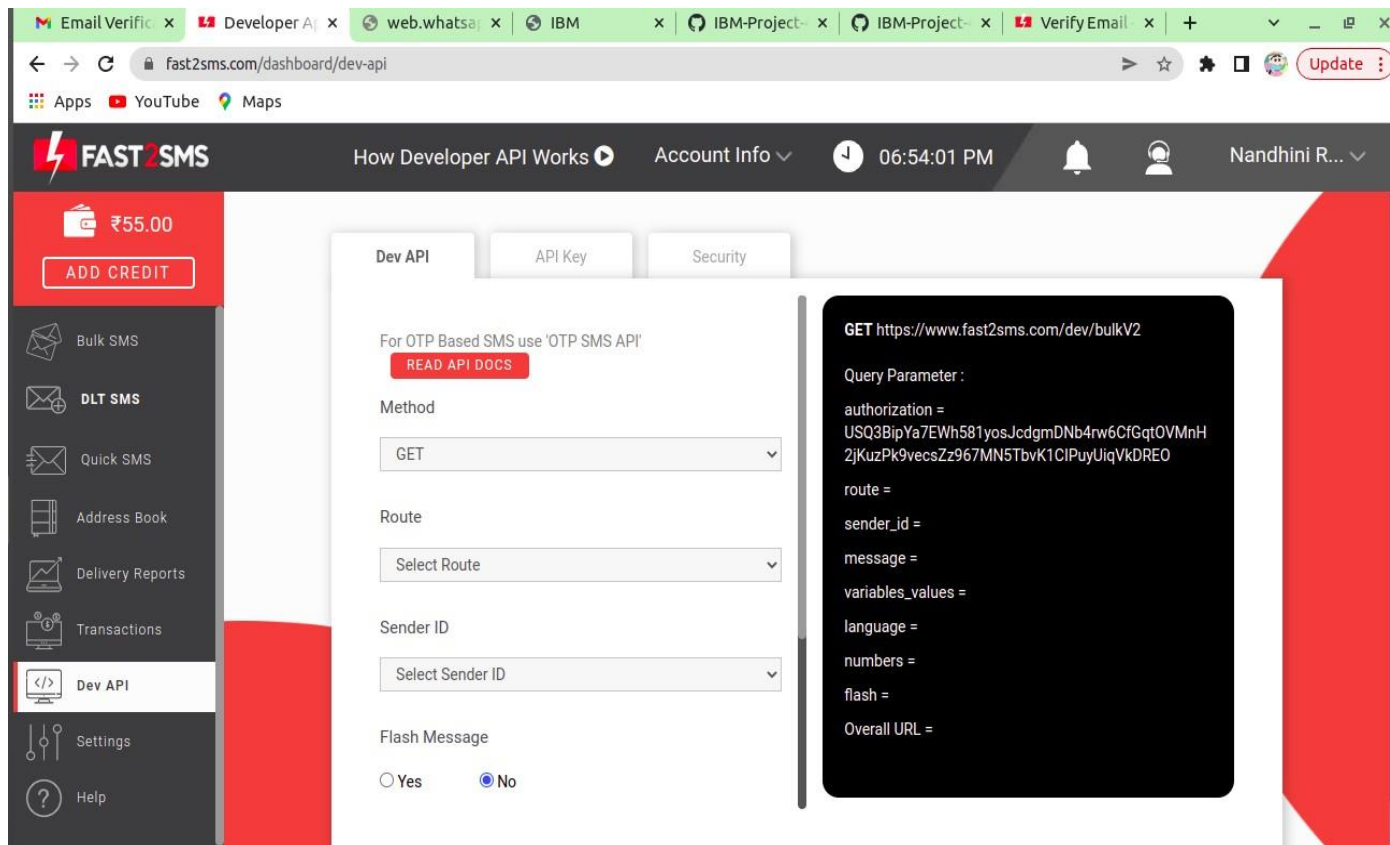 Email Verific
Developer Ap
web.whatsap
IBM
IBM-Project-
IBM-Project-
Verify Email -
fast2sms.com/dashboard/dev-api
Update
Apps
YouTube
Maps
FAST2SMS
How Developer API Works
Account Info
06:54:01 PM
Nandhini R...
₹55.00
ADD CREDIT
Bulk SMS
DLT SMS
Quick SMS
Address Book
Delivery Reports
Transactions
Dev API
Settings
Help
Dev API
API Key
Security
For OTP Based SMS use 'OTP SMS API'
READ API DOCS
Method
GET
Route
Select Route
Sender ID
Select Sender ID
Flash Message
Yes
No
GET https://www.fast2sms.com/dev/bulkV2
Query Parameter :
authorization =
route =
sender_id =
message =
variables_values =
language =
numbers =
flash =
Overall URL =